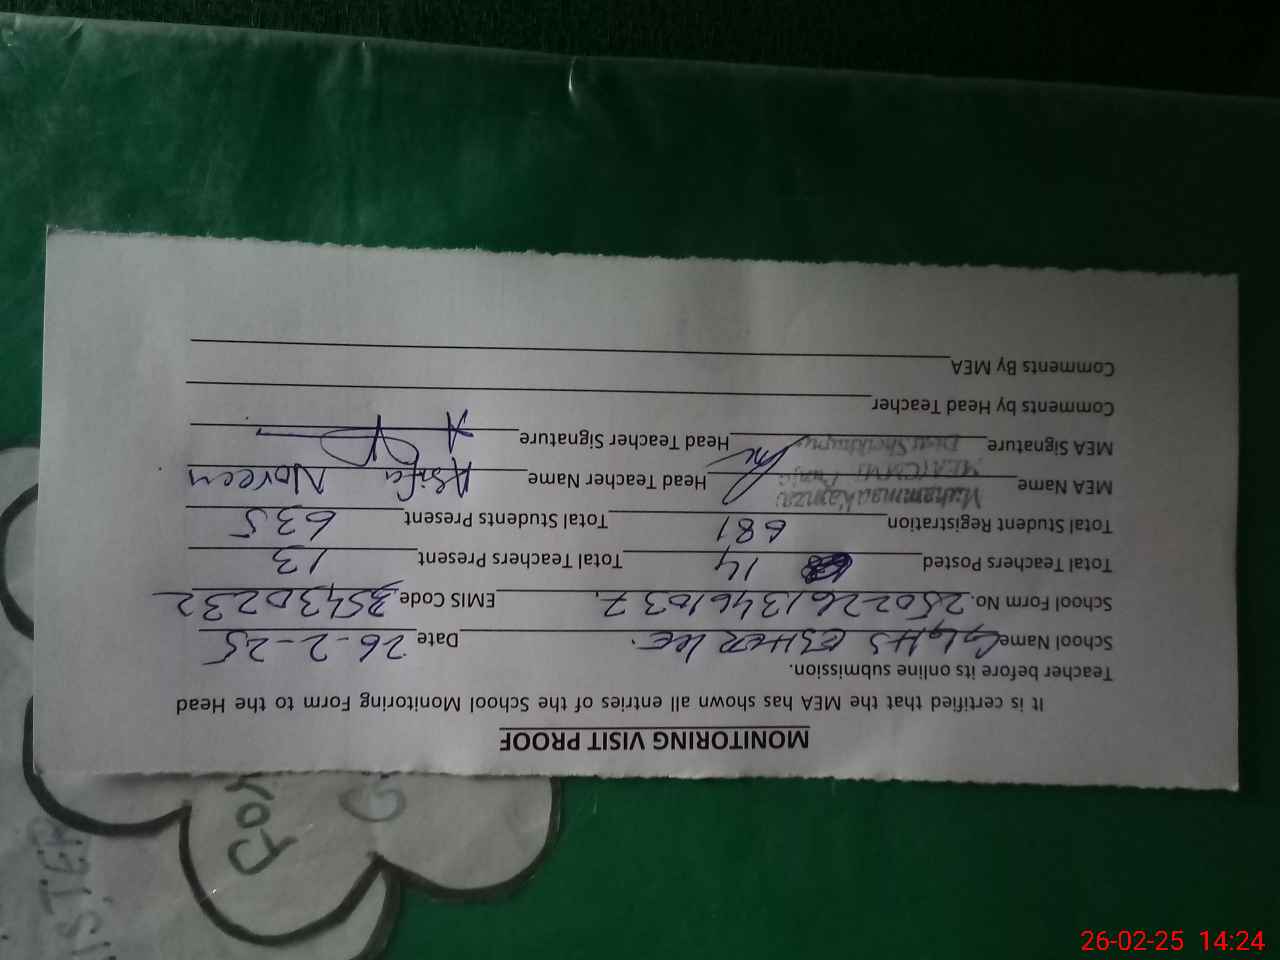 MONITORING VISIT PROOF
It is certified that the MEA has shown all entries of the School Monitoring Form to the Head
Teacher before its online submission.
School Name GGHS Date 26-2-25
School Form No. 25022613461037 EMIS Code 35430232
Total Teachers Posted 14 Total Teachers Present 13
Total Student Registration 681 Total Students Present 635
MEA Name Muhammad Head Teacher Name Asifa Noreen
MEA Signature Head Teacher Signature
Comments by Head Teacher
Comments By MEA
26-02-25 14:24